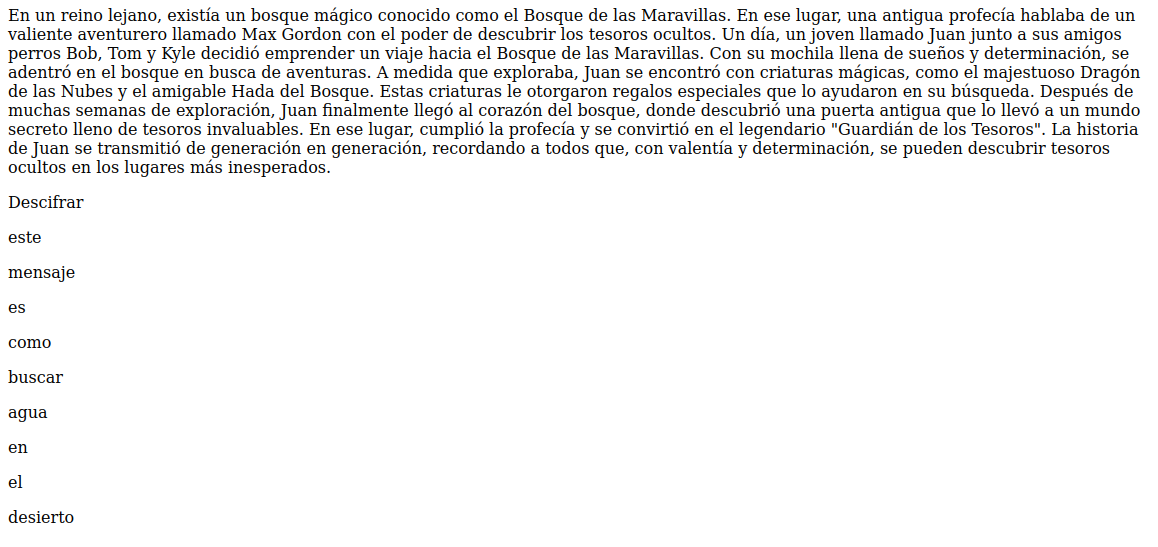 En un reino lejano, existía un bosque mágico conocido como el Bosque de las Maravillas. En ese lugar, una antigua profecía hablaba de un
valiente aventurero llamado Max Gordon con el poder de descubrir los tesoros ocultos. Un día, un joven llamado Juan junto a sus amigos
perros Bob, Tom y Kyle decidió emprender un viaje hacia el Bosque de las Maravillas. Con su mochila llena de sueños y determinación, se
adentró en el bosque en busca de aventuras. A medida que exploraba, Juan se encontró con criaturas mágicas, como el majestuoso Dragón
de las Nubes y el amigable Hada del Bosque. Estas criaturas le otorgaron regalos especiales que lo ayudaron en su búsqueda. Después de
muchas semanas de exploración, Juan finalmente llegó al corazón del bosque, donde descubrió una puerta antigua que lo llevó a un mundo
secreto lleno de tesoros invaluables. En ese lugar, cumplió la profecía y se convirtió en el legendario "Guardián de los Tesoros". La historia
de Juan se transmitió de generación en generación, recordando a todos que, con valentía y determinación, se pueden descubrir tesoros
ocultos en los lugares más inesperados.
Descifrar
este
mensaje
es
como
buscar
agua
en
el
desierto